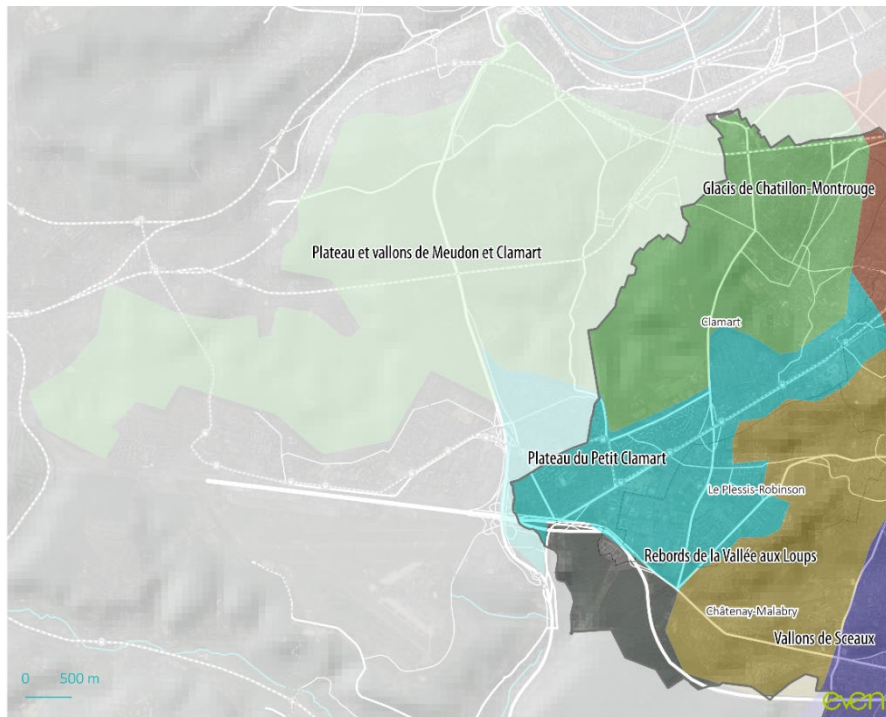 Glacis de Chatillon-Montrouge
Plateau et vallons de Meudon et Clamart
Clamart
Plateau du Petit Clamart
Le Plessis-Robinson
Rebords de la Vallée aux Loups
Châtenay-Malabry
Vallons de Sceaux
0 500 m
even